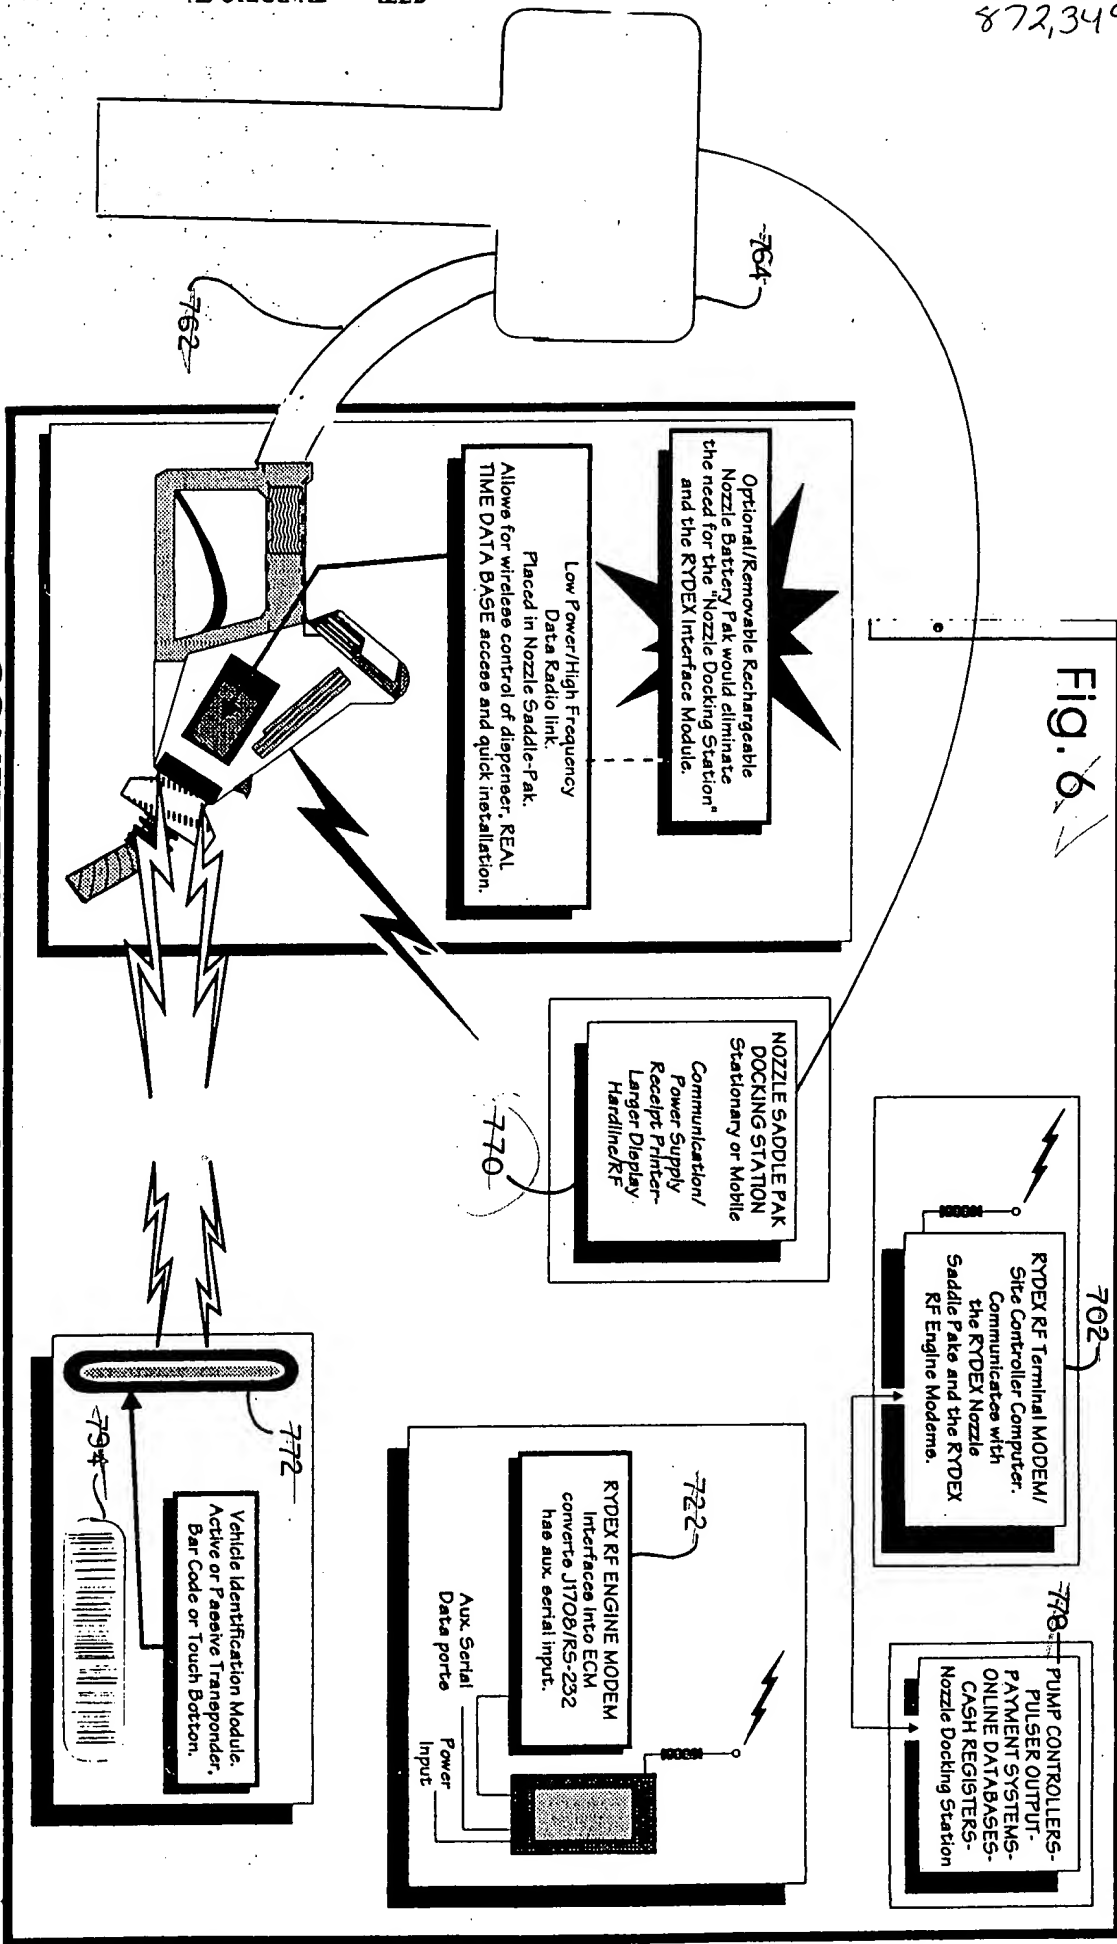 872,349
Fig. 6
764
762
Optional/Removable Rechargeable
Nozzle Battery Pak would eliminate
the need for the "Nozzle Docking Station"
and the RYDEX Interface Module.
Low Power/High Frequency
Data Radio link.
Placed in Nozzle Saddle-Pak.
Allows for wireless control of dispenser, REAL
TIME DATA BASE access and quick installation.
NOZZLE SADDLE PAK
DOCKING STATION
Stationary or Mobile
Communication/
Power Supply
Receipt Printer-
Larger Display
Hardline/RF
770
702
RYDEX RF Terminal MODEM/
Site Controller Computer.
Communicates with
the RYDEX Nozzle
Saddle Paks and the RYDEX
RF Engine Modems.
778
PUMP CONTROLLERS-
PULSER OUTPUT-
PAYMENT SYSTEMS-
ONLINE DATABASES-
CASH REGISTERS-
Nozzle Docking Station
722
RYDEX RF ENGINE MODEM
Interfaces into ECM
converts J1708/RS-232
has aux. serial input.
Aux. Serial
Data ports
Power
Input
772
794
Vehicle Identification Module.
Active or Passive Transponder,
Bar Code or Touch Botton.